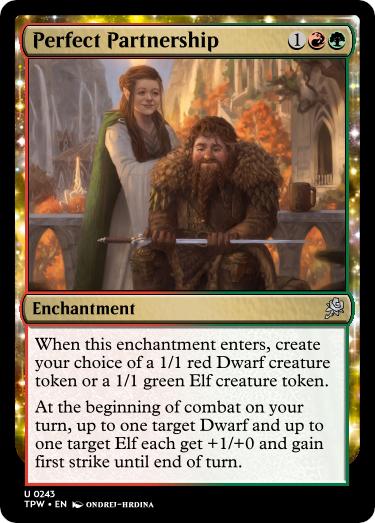 Perfect Partnership 1
Enchantment
When this enchantment enters, create
your choice of a 1/1 red Dwarf creature
token or a 1/1 green Elf creature token.
At the beginning of combat on your
turn, up to one target Dwarf and up to
one target Elf each get +1/+0 and gain
first strike until end of turn.
U 0243
TPW • EN ONDREJ-HRDINA